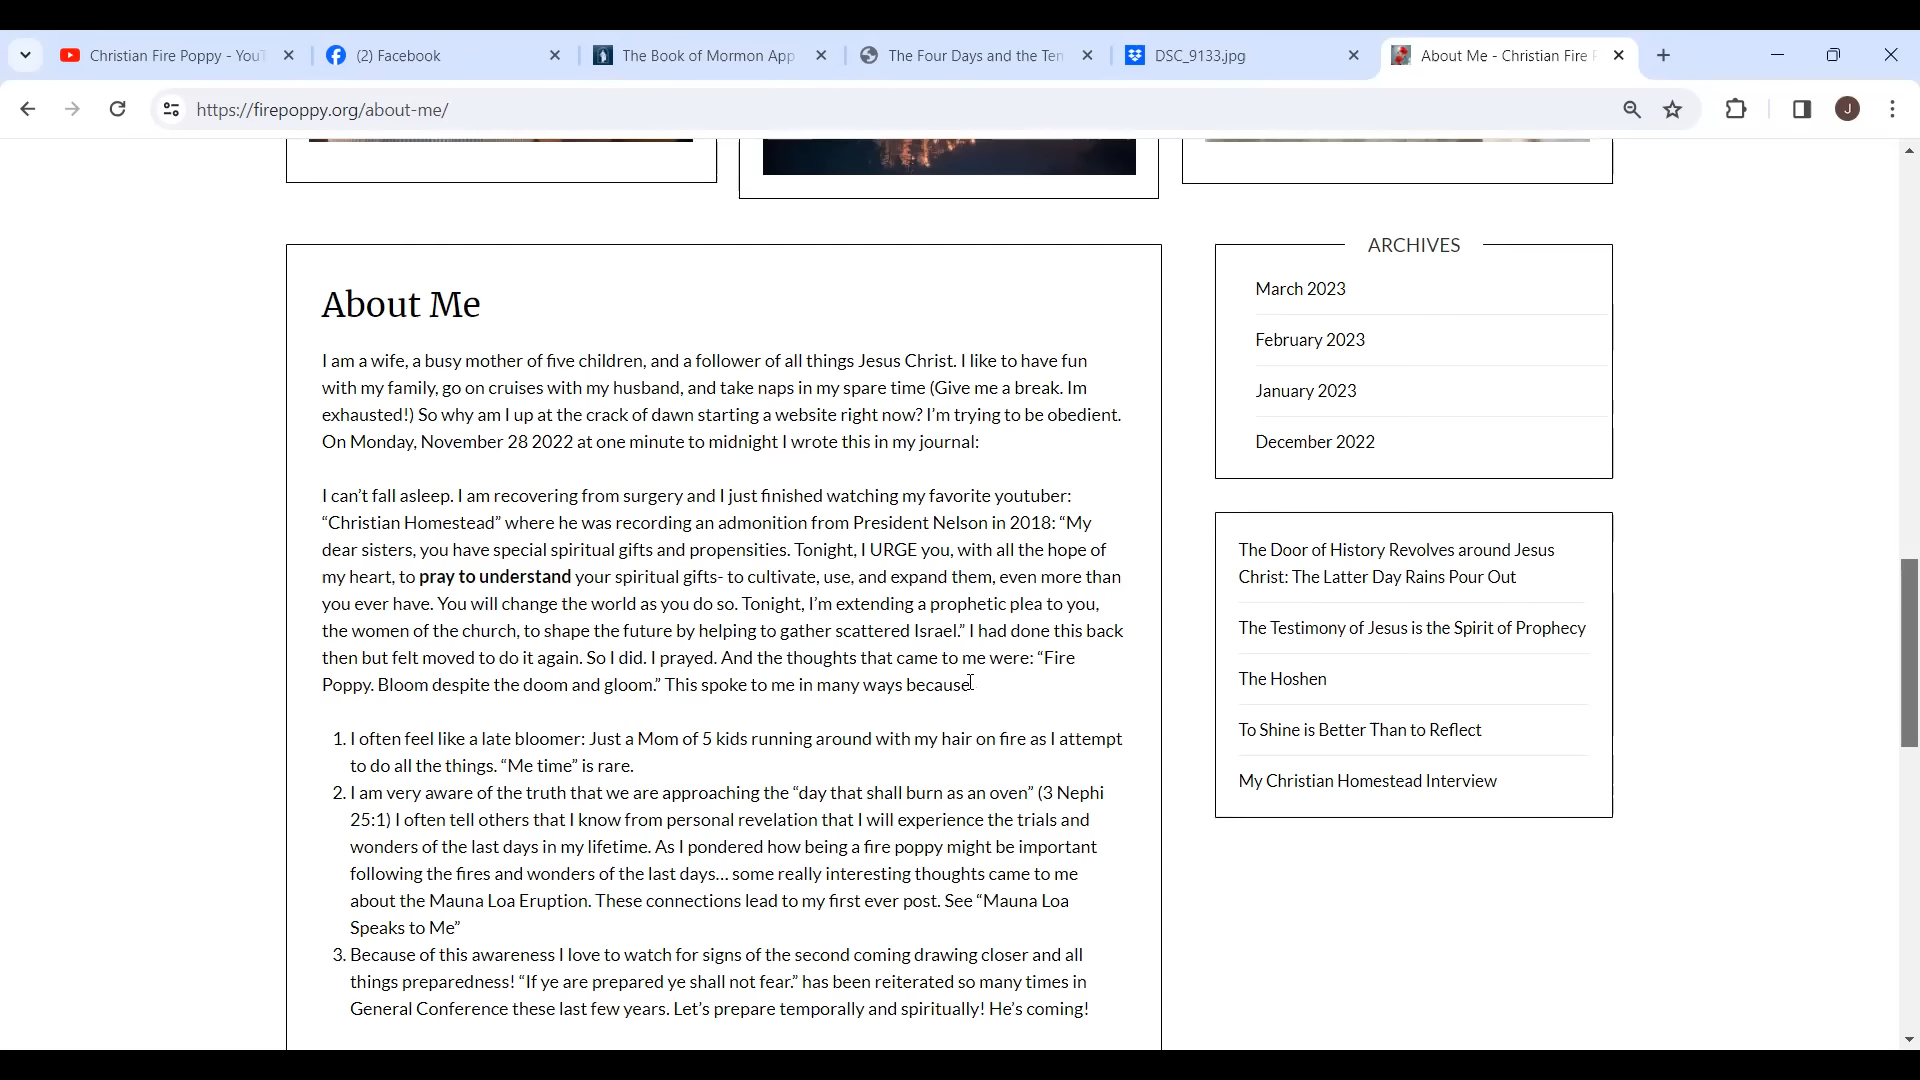 Christian Fire Poppy - YouT
(2) Facebook
The Book of Mormon App
The Four Days and the Ten
DSC_9133.jpg
About Me - Christian Fire P
https://firepoppy.org/about-me/
J
About Me
I am a wife, a busy mother of five children, and a follower of all things Jesus Christ. I like to have fun
with my family, go on cruises with my husband, and take naps in my spare time (Give me a break. Im
exhausted!) So why am I up at the crack of dawn starting a website right now? I’m trying to be obedient.
On Monday, November 28 2022 at one minute to midnight I wrote this in my journal:
I can’t fall asleep. I am recovering from surgery and I just finished watching my favorite youtuber:
“Christian Homestead” where he was recording an admonition from President Nelson in 2018: “My
dear sisters, you have special spiritual gifts and propensities. Tonight, I URGE you, with all the hope of
my heart, to pray to understand your spiritual gifts- to cultivate, use, and expand them, even more than
you ever have. You will change the world as you do so. Tonight, I’m extending a prophetic plea to you,
the women of the church, to shape the future by helping to gather scattered Israel.” I had done this back
then but felt moved to do it again. So I did. I prayed. And the thoughts that came to me were: “Fire
Poppy. Bloom despite the doom and gloom.” This spoke to me in many ways because
1. I often feel like a late bloomer: Just a Mom of 5 kids running around with my hair on fire as I attempt
to do all the things. “Me time” is rare.
2. I am very aware of the truth that we are approaching the “day that shall burn as an oven” (3 Nephi
25:1) I often tell others that I know from personal revelation that I will experience the trials and
wonders of the last days in my lifetime. As I pondered how being a fire poppy might be important
following the fires and wonders of the last days… some really interesting thoughts came to me
about the Mauna Loa Eruption. These connections lead to my first ever post. See “Mauna Loa
Speaks to Me”
3. Because of this awareness I love to watch for signs of the second coming drawing closer and all
things preparedness! “If ye are prepared ye shall not fear.” has been reiterated so many times in
General Conference these last few years. Let’s prepare temporally and spiritually! He’s coming!
ARCHIVES
March 2023
February 2023
January 2023
December 2022
The Door of History Revolves around Jesus
Christ: The Latter Day Rains Pour Out
The Testimony of Jesus is the Spirit of Prophecy
The Hoshen
To Shine is Better Than to Reflect
My Christian Homestead Interview